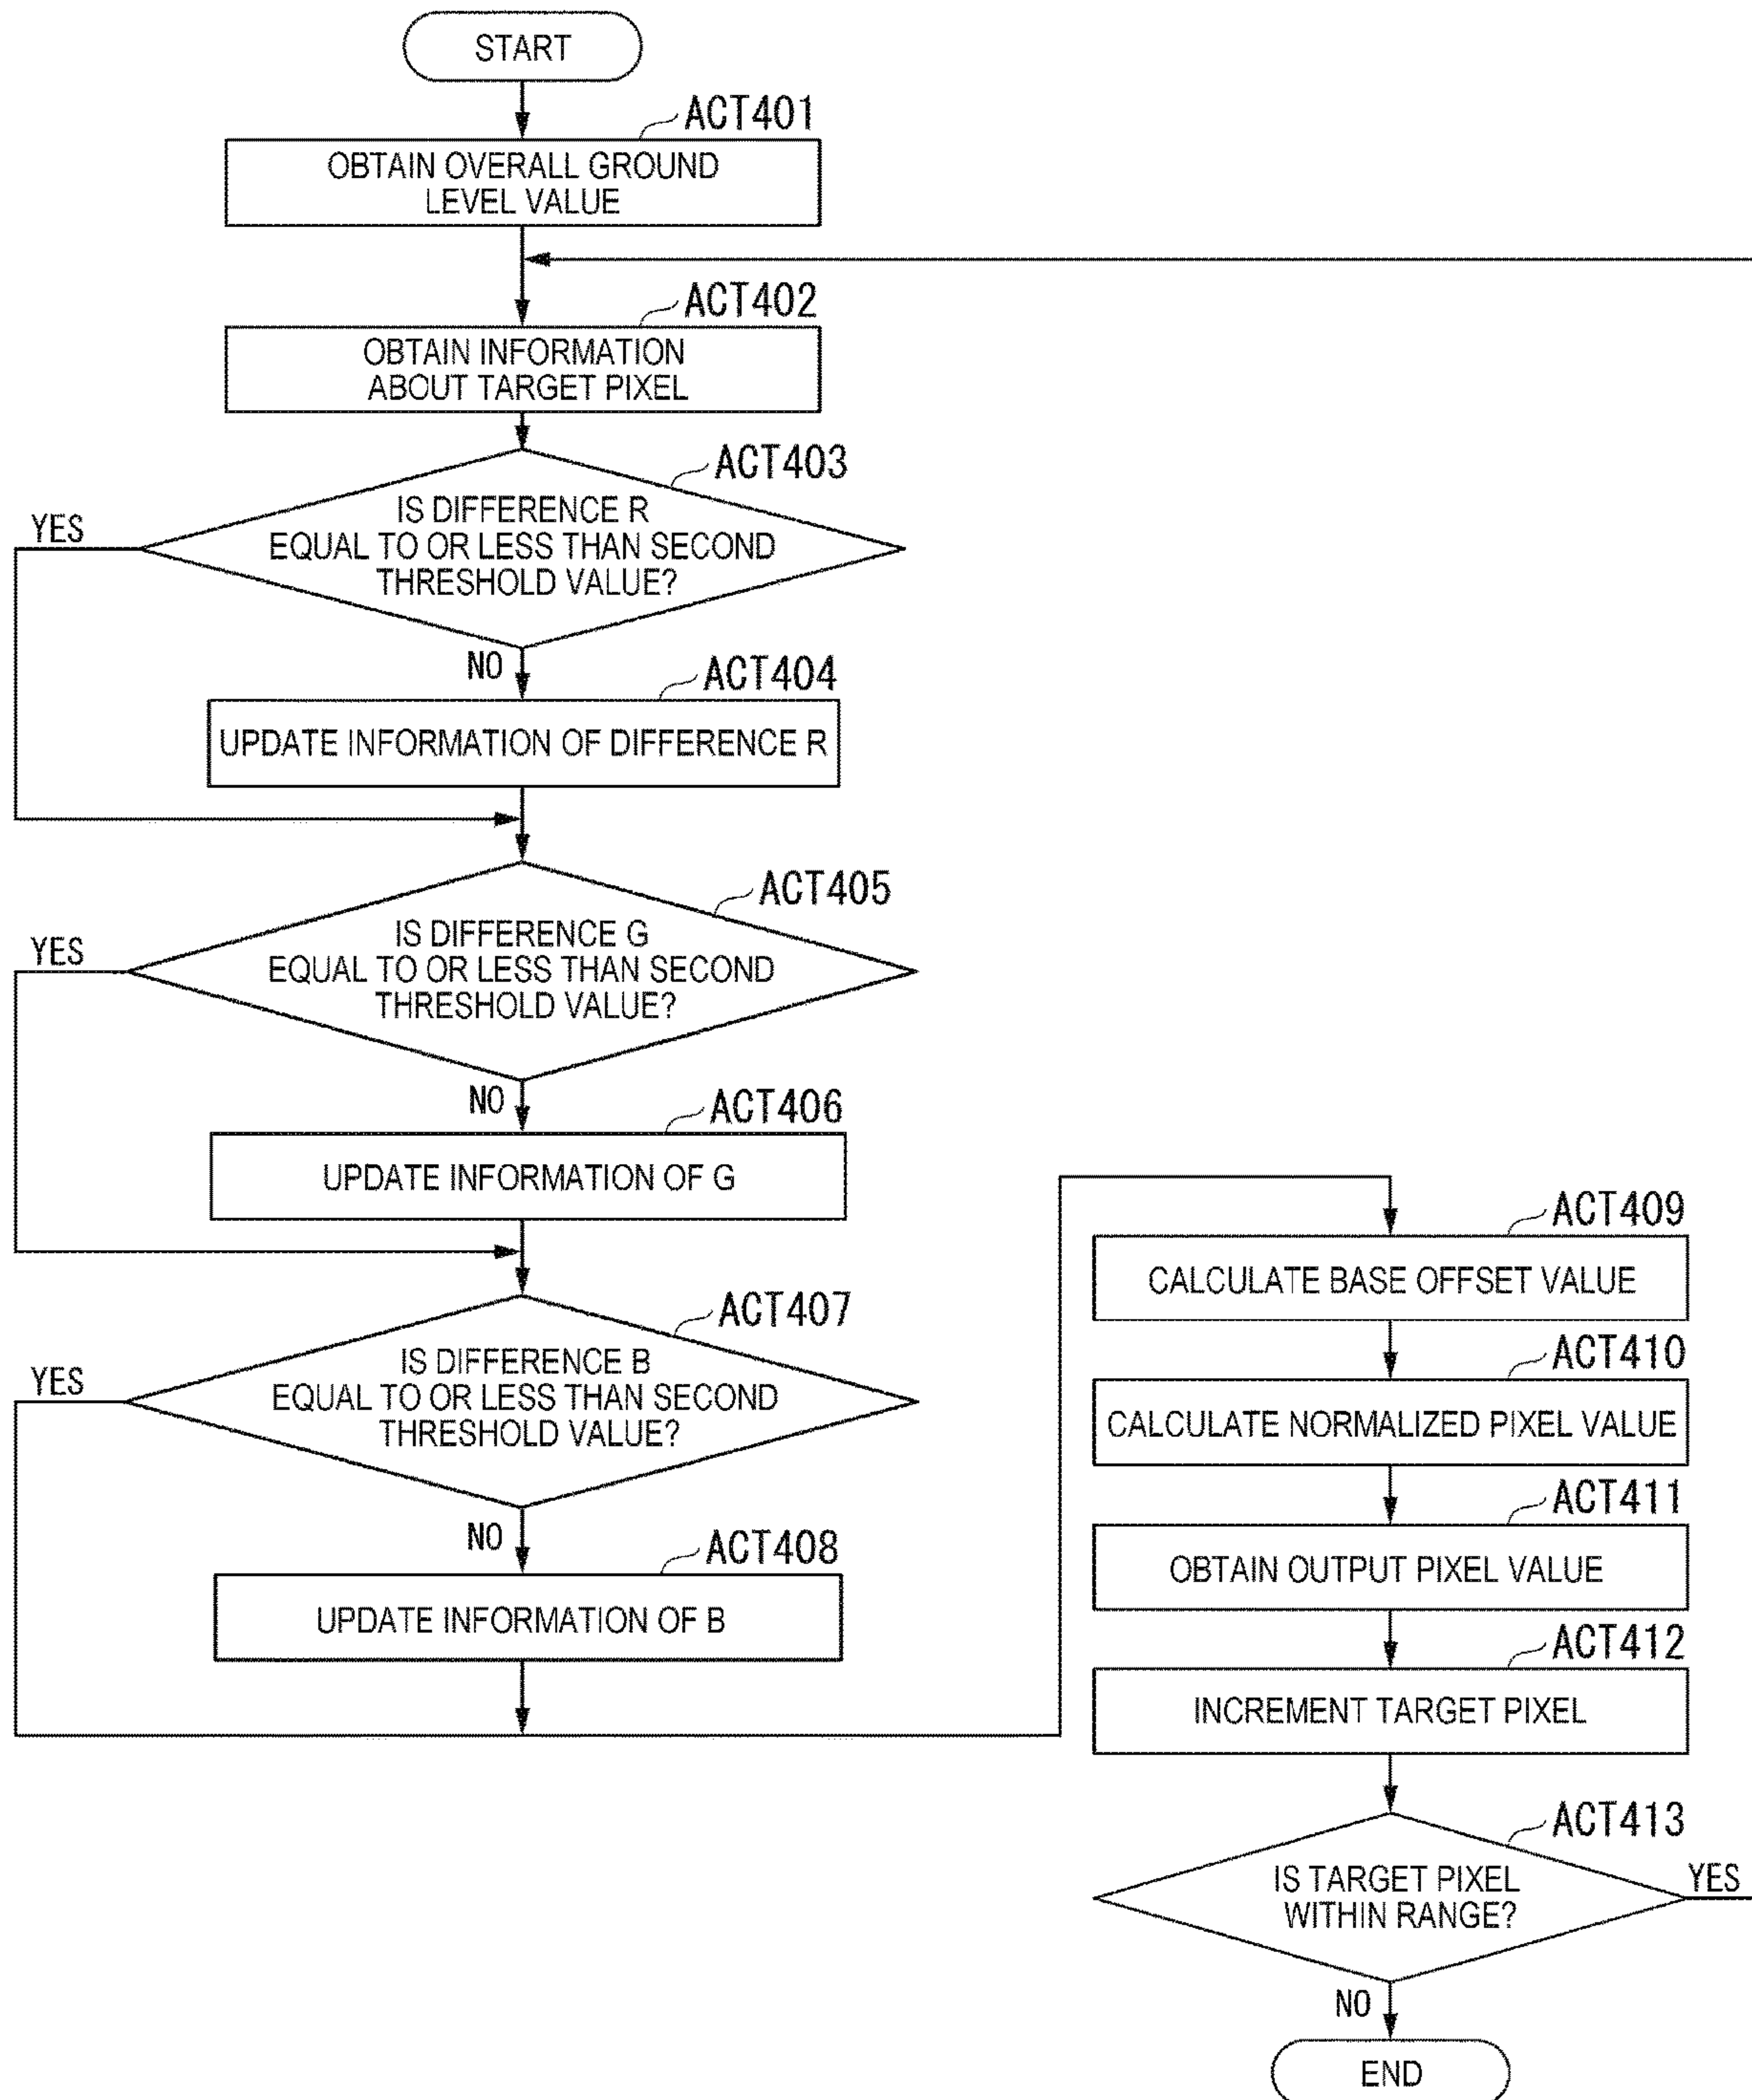 START
ACT401
OBTAIN OVERALL GROUND
LEVEL VALUE
ACT402
OBTAIN INFORMATION
ABOUT TARGET PIXEL
ACT403
IS DIFFERENCE R
EQUAL TO OR LESS THAN SECOND
THRESHOLD VALUE?
YES
NO
ACT404
UPDATE INFORMATION OF DIFFERENCE R
ACT405
IS DIFFERENCE G
EQUAL TO OR LESS THAN SECOND
THRESHOLD VALUE?
YES
NO
ACT406
UPDATE INFORMATION OF G
ACT407
IS DIFFERENCE B
EQUAL TO OR LESS THAN SECOND
THRESHOLD VALUE?
YES
NO
ACT408
UPDATE INFORMATION OF B
ACT409
CALCULATE BASE OFFSET VALUE
ACT410
CALCULATE NORMALIZED PIXEL VALUE
ACT411
OBTAIN OUTPUT PIXEL VALUE
ACT412
INCREMENT TARGET PIXEL
ACT413
IS TARGET PIXEL
WITHIN RANGE?
YES
NO
END